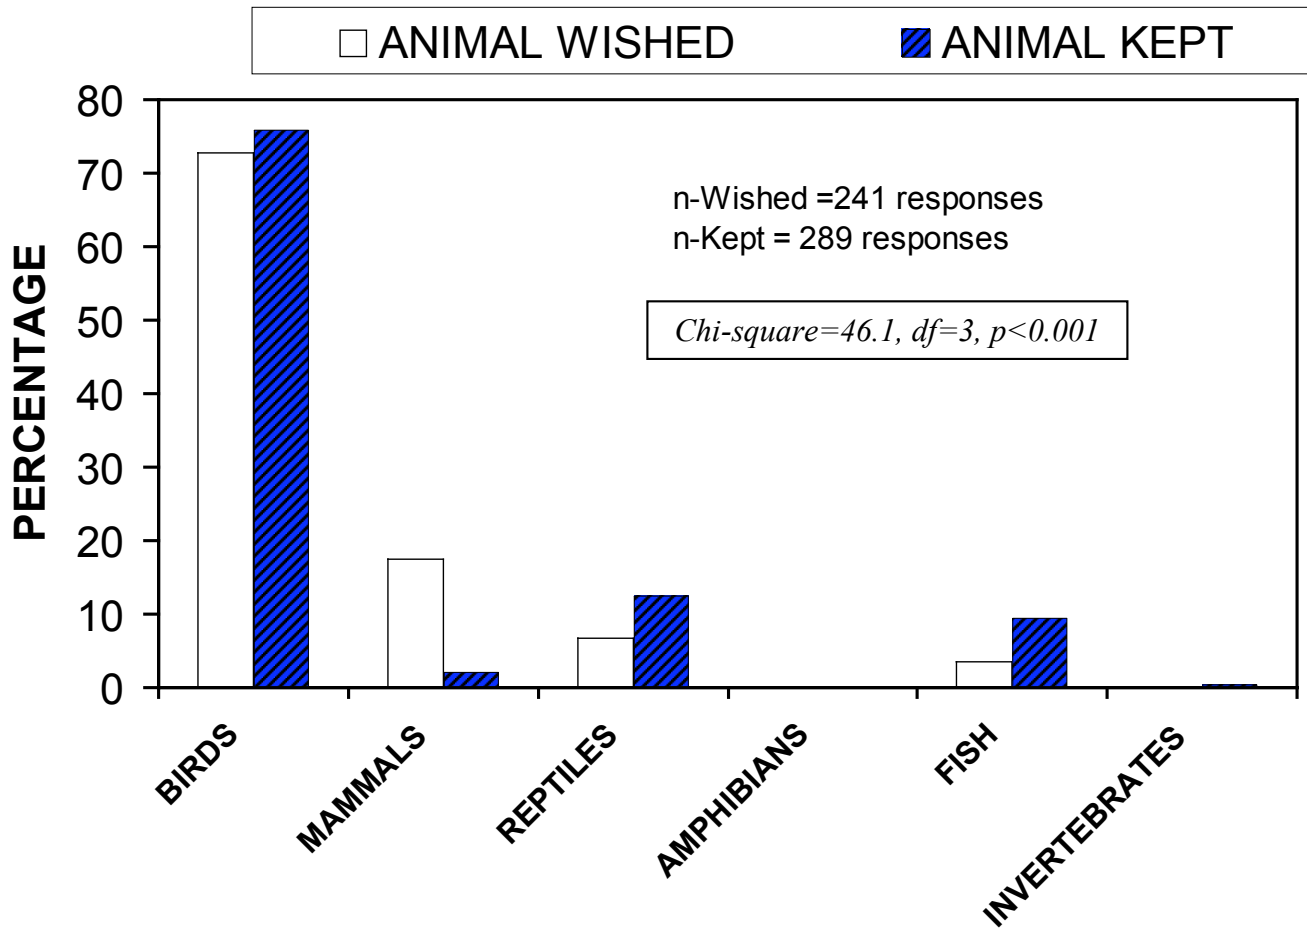 ANIMAL WISHED ANIMAL KEPT
80
70
60
50
40
30
20
10
0
PERCENTAGE
n-Wished =241 responses
n-Kept = 289 responses
Chi-square=46.1, df=3, p<0.001
BIRDS
MAMMALS
REPTILES
AMPHIBIANS
FISH
INVERTEBRATES